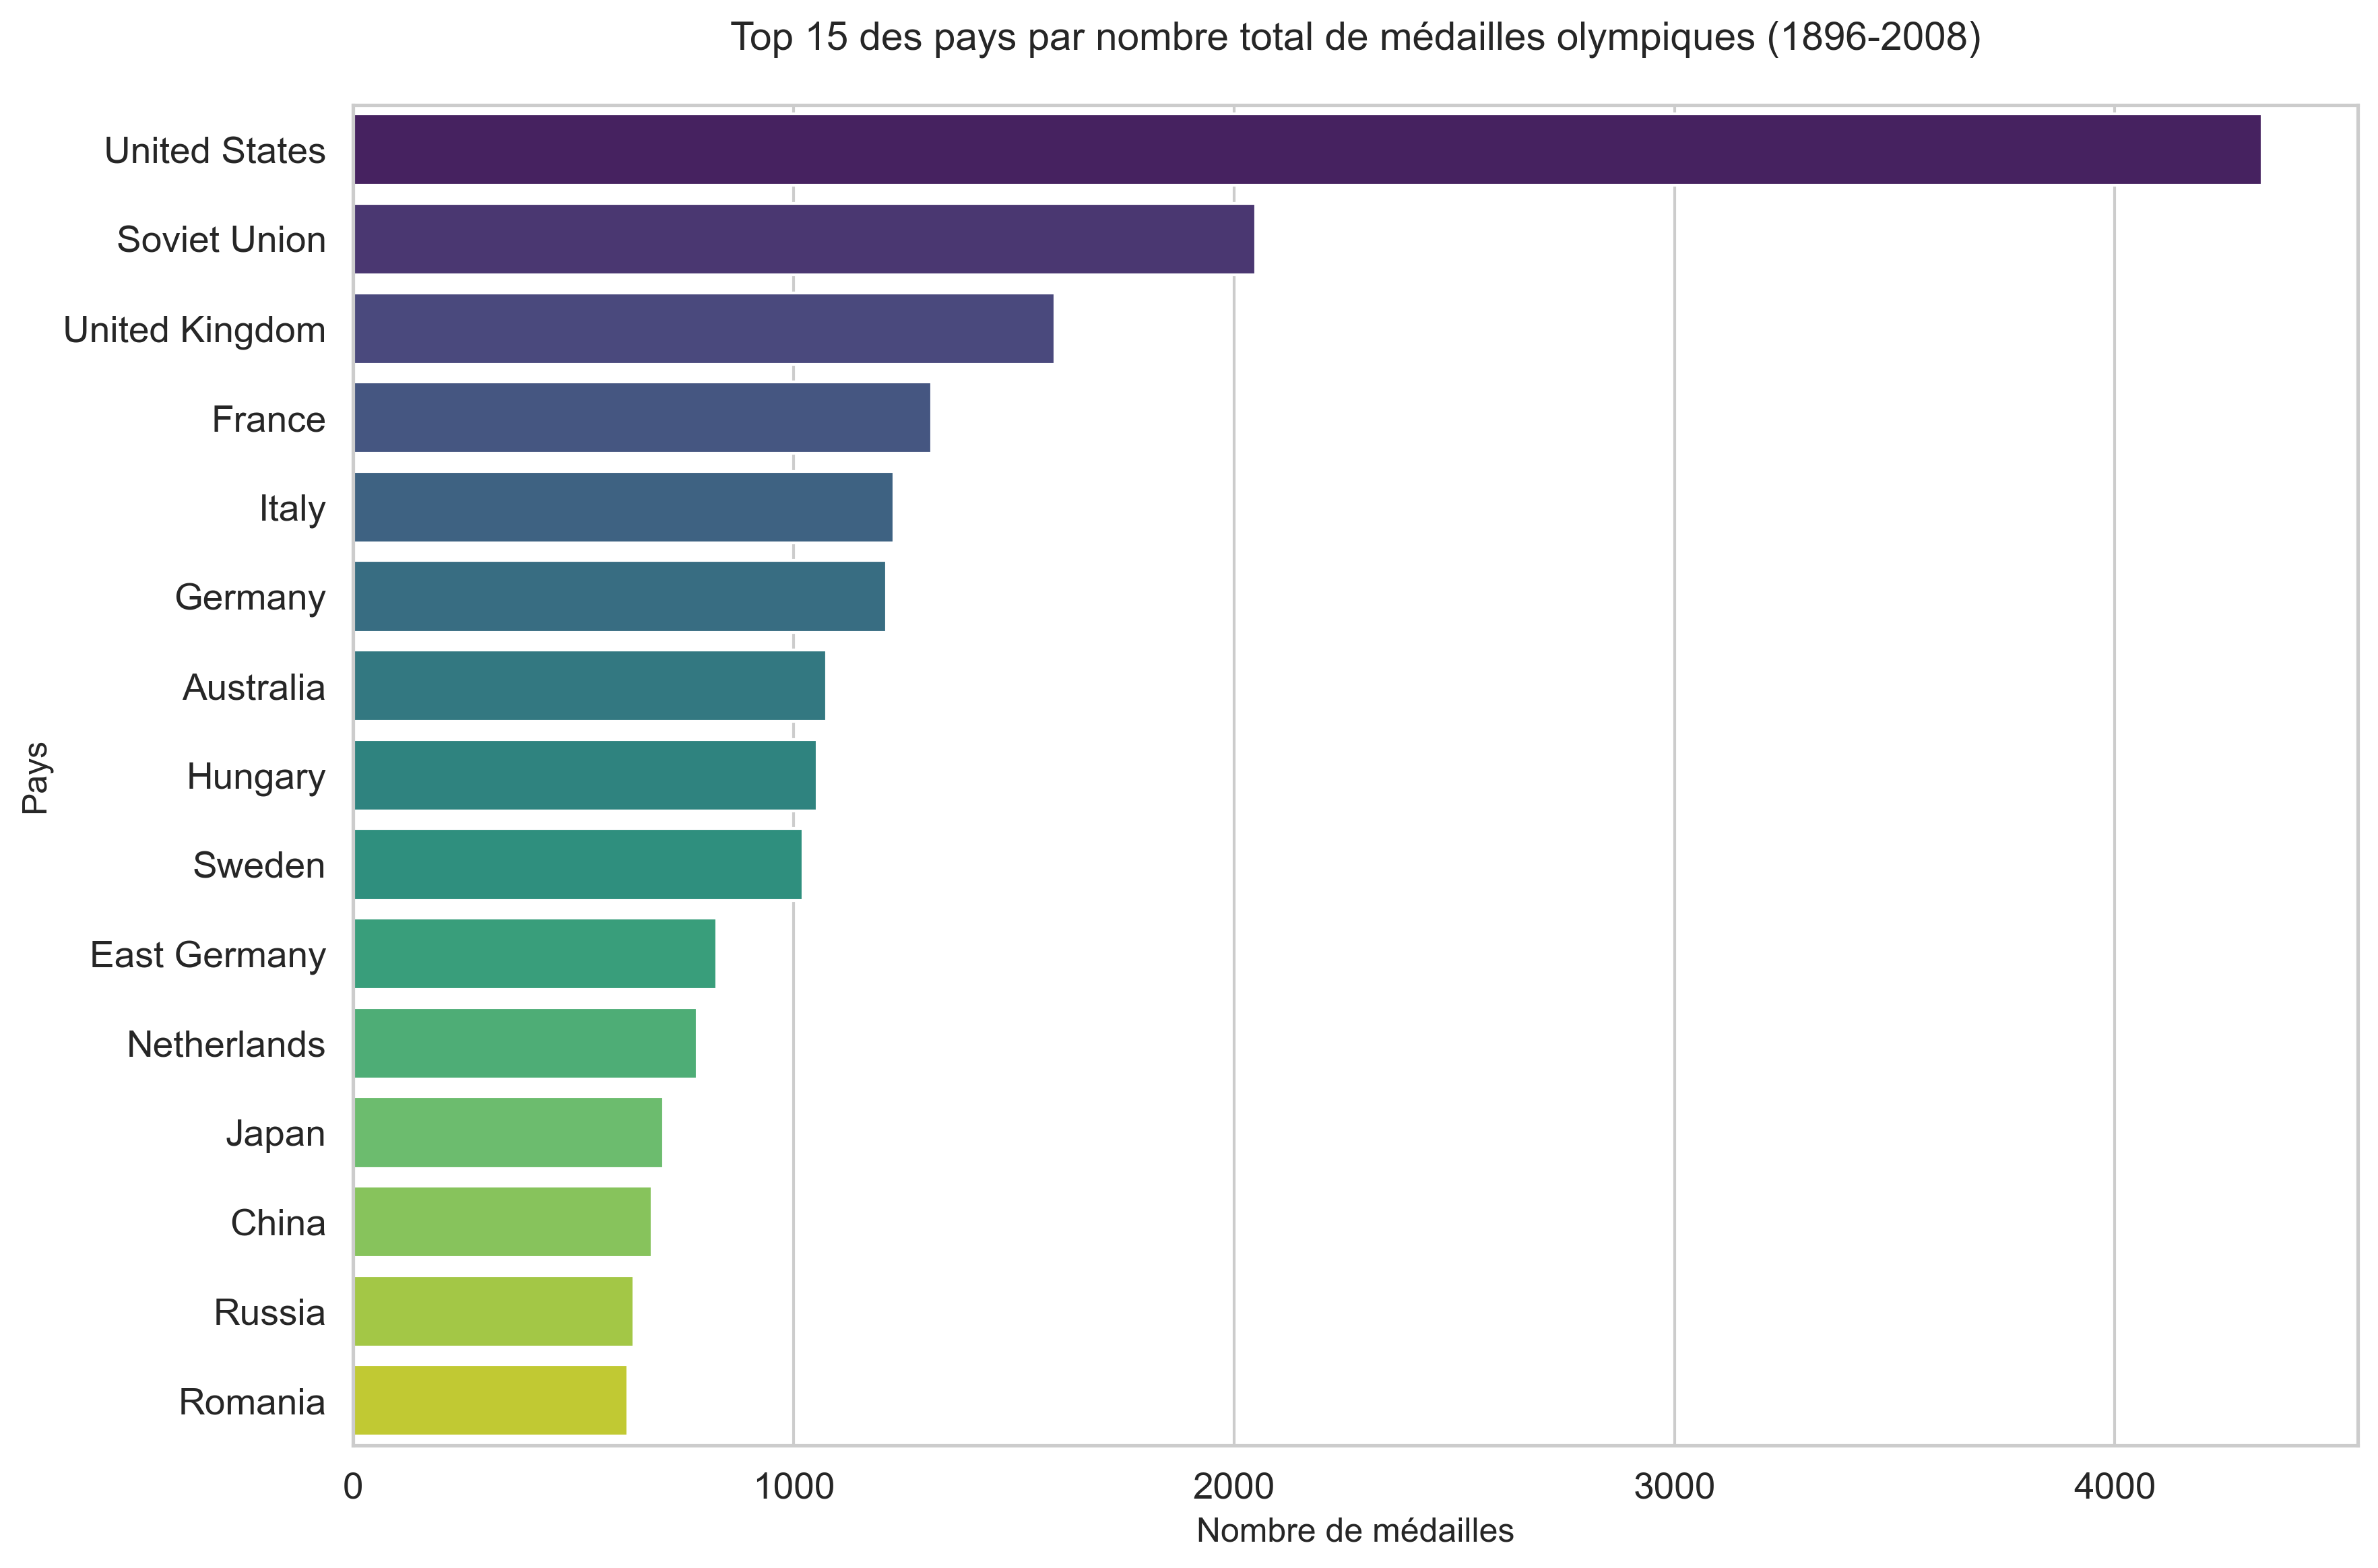 Top 15 des pays par nombre total de médailles olympiques (1896-2008)
United States
Soviet Union
United Kingdom
France
Italy
Germany
Australia
Hungary
Sweden
East Germany
Netherlands
Japan
China
Russia
Romania
Pays
0 1000 2000 3000 4000
Nombre de médailles